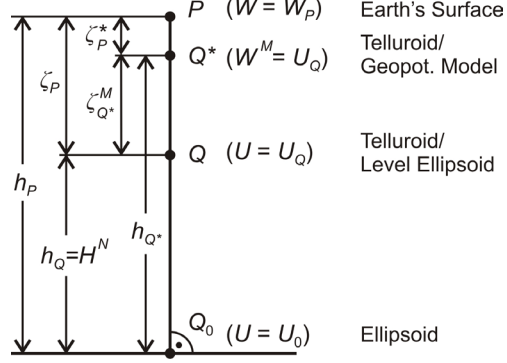 P (W = W_P) Earth's Surface
ζ*_P
Q* (W^M = U_Q) Telluroid/
Geopot. Model
ζ_P
ζ^M_Q*
Q (U = U_Q) Telluroid/
Level Ellipsoid
h_P
h_Q=H^N
h_Q*
Q_0 (U = U_0) Ellipsoid